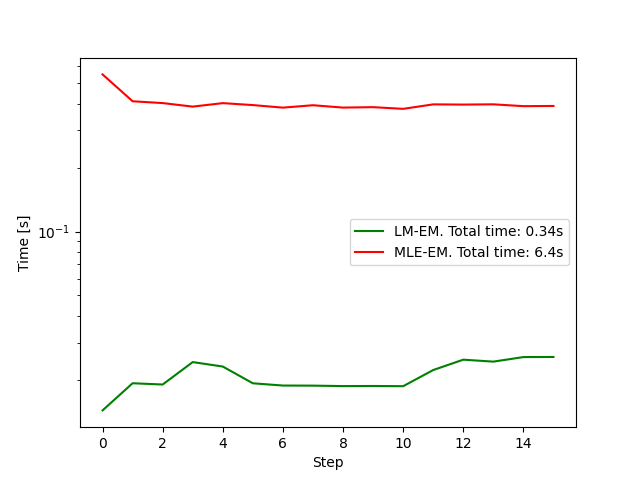 Time [s]
10⁻¹
LM-EM. Total time: 0.34s
MLE-EM. Total time: 6.4s
0 2 4 6 8 10 12 14
Step